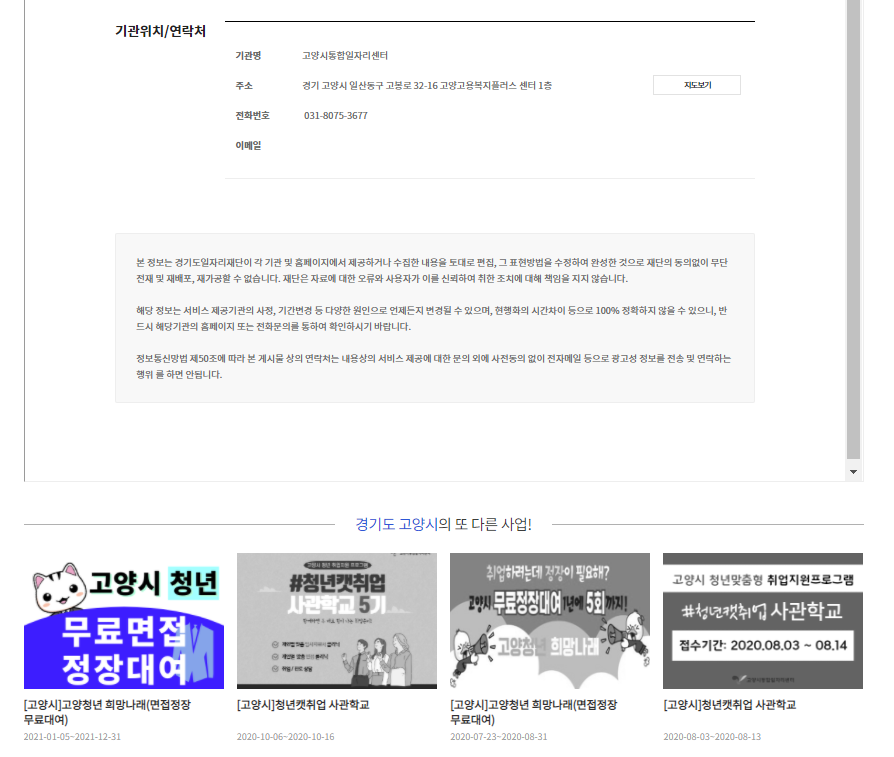 기관위치/연락처
기관명 고양시통합일자리센터
주소 경기 고양시 일산동구 고봉로 32-16 고양고용복지플러스 센터 1층 지도보기
전화번호 031-8075-3677
이메일
본 정보는 경기도일자리재단이 각 기관 및 홈페이지에서 제공하거나 수집한 내용을 토대로 편집, 그 표현방법을 수정하여 완성한 것으로 재단의 동의없이 무단
전재 및 재배포, 재가공할 수 없습니다. 재단은 자료에 대한 오류와 사용자가 이를 신뢰하여 취한 조치에 대해 책임을 지지 않습니다.
해당 정보는 서비스 제공기관의 사정, 기간변경 등 다양한 원인으로 언제든지 변경될 수 있으며, 현행화의 시간차이 등으로 100% 정확하지 않을 수 있으니, 반
드시 해당기관의 홈페이지 또는 전화문의를 통하여 확인하시기 바랍니다.
정보통신망법 제50조에 따라 본 게시물 상의 연락처는 내용상의 서비스 제공에 대한 문의 외에 사전동의 없이 전자메일 등으로 광고성 정보를 전송 및 연락하는
행위 를 하면 안됩니다.
경기도 고양시의 또 다른 사업!
고양시 청년
무료면접
정장대여
#청년캣취업
사관학교 5기
취업하려는데 정장이 필요해?
고양시 무료정장대여 1년에 5회 까지!
고양청년 희망나래
고양시 청년맞춤형 취업지원프로그램
#청년캣취업 사관학교
접수기간: 2020.08.03 ~ 08.14
[고양시]고양청년 희망나래(면접정장
무료대여)
2021-01-05~2021-12-31
[고양시]청년캣취업 사관학교
2020-10-06~2020-10-16
[고양시]고양청년 희망나래(면접정장
무료대여)
2020-07-23~2020-08-31
[고양시]청년캣취업 사관학교
2020-08-03~2020-08-13